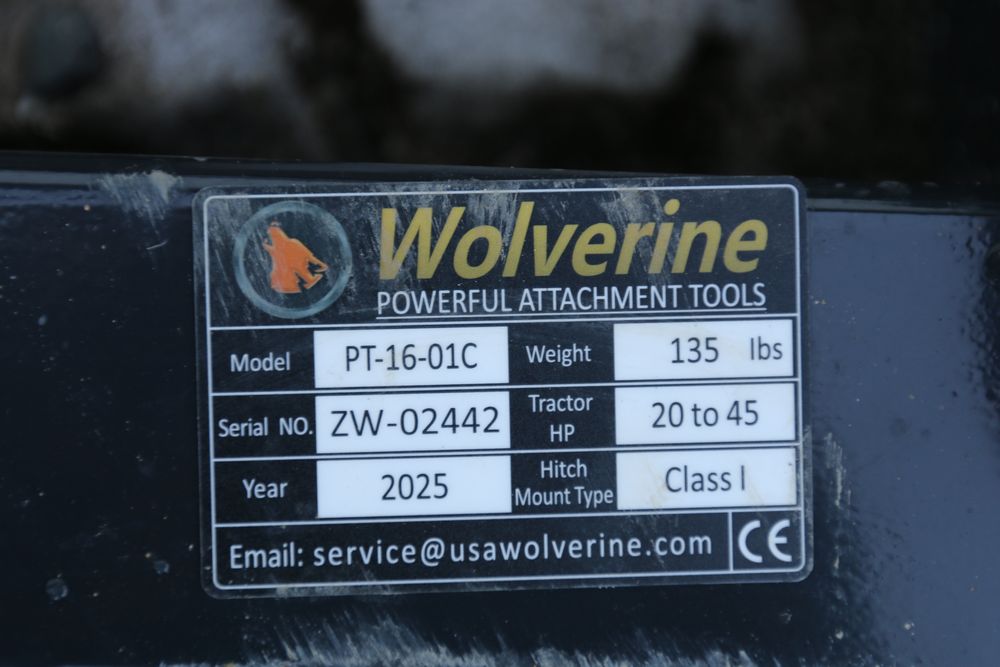 Wolverine
POWERFUL ATTACHMENT TOOLS
Model PT-16-01C Weight 135 lbs
Serial NO. ZW-02442 Tractor HP 20 to 45
Year 2025 Hitch Mount Type Class I
Email: service@usawolverine.com CE